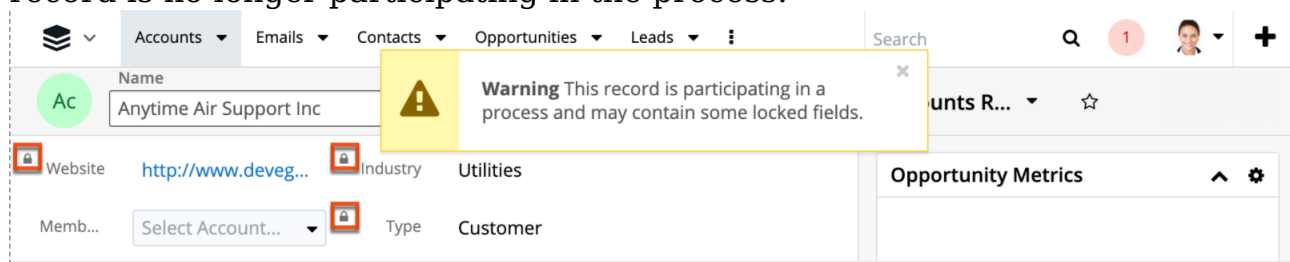 record is no longer participating in the process.
Accounts Emails Contacts Opportunities Leads Search 1
Name
Ac Anytime Air Support Inc
Warning This record is participating in a
process and may contain some locked fields.
unts R...
Website http://www.deveg... Industry Utilities
Opportunity Metrics
Memb... Select Account... Type Customer